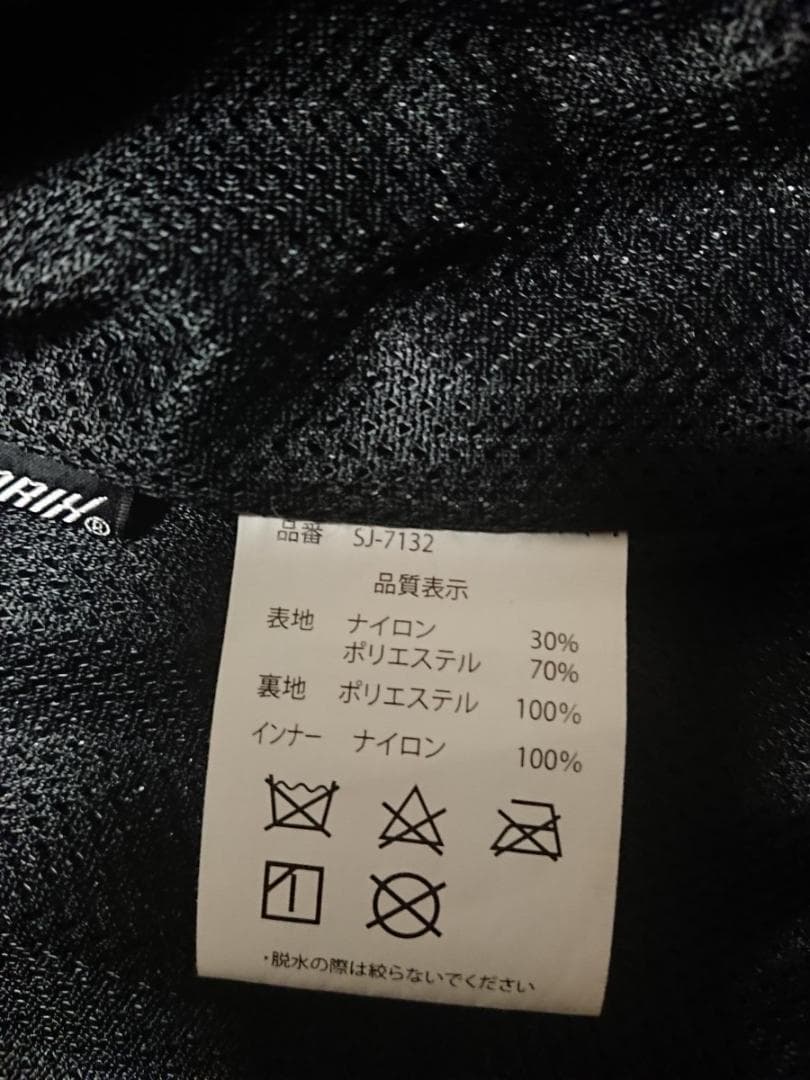 品番 SJ-7132
品質表示
表地 ナイロン 30%
ポリエステル 70%
裏地 ポリエステル 100%
インナー ナイロン 100%
・脱水の際は絞らないでください